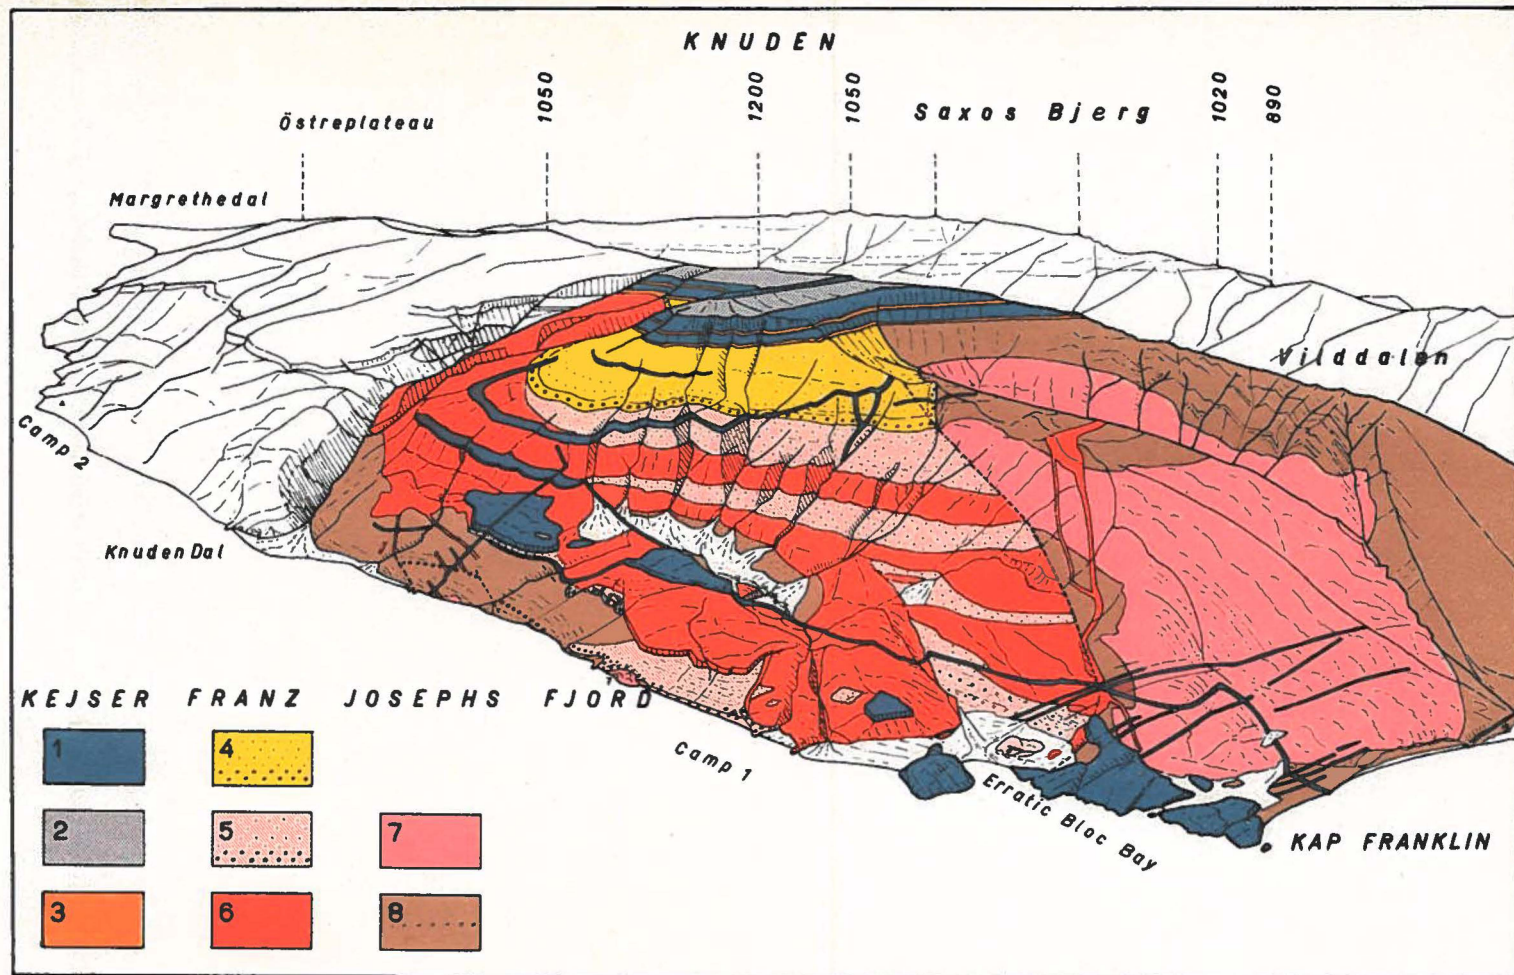 KNUDEN
Östreplateau
1050
1200
1050
Saxos Bjerg
1020
890
Margrethedal
Vilddalen
Camp 2
Knuden Dal
KEJSER FRANZ JOSEPHS FJORD
Camp 1
Erratic Bloc Bay
KAP FRANKLIN
1
4
2
5
7
3
6
8